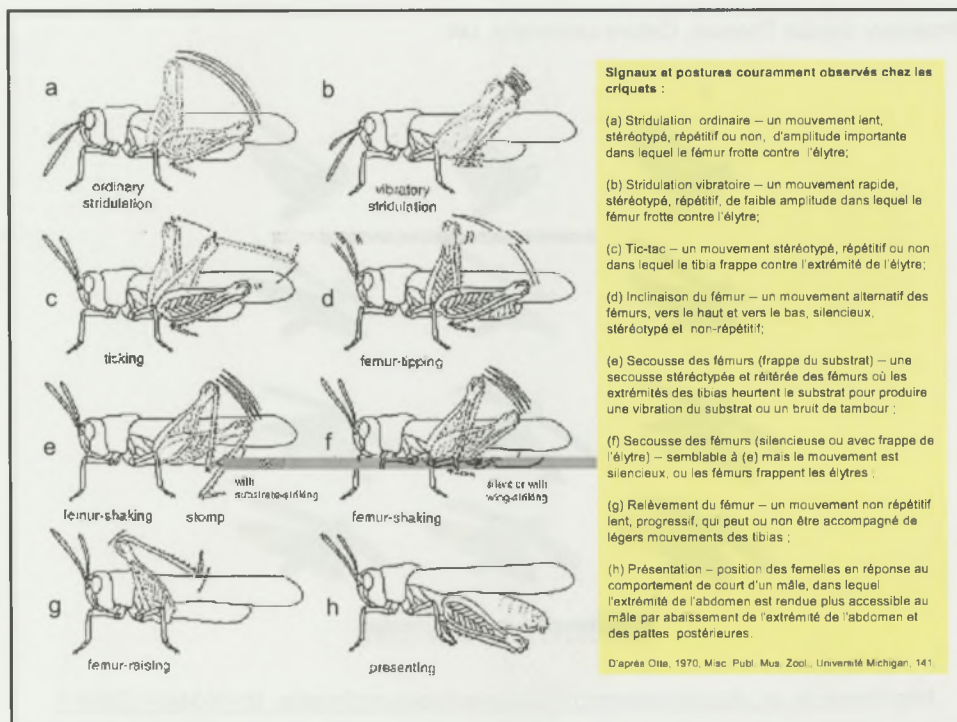 a
ordinary
stridulation
b
vibratory
stridulation
c
ticking
d
femur-tipping
e
with
substrate-striking
femur-shaking stomp
f
silent or with
wing-striking
femur-shaking
g
femur-raising
h
presenting
Signaux et postures couramment observés chez les
criquets :
(a) Stridulation ordinaire – un mouvement lent,
stéréotypé, répétitif ou non, d'amplitude importante
dans lequel le fémur frotte contre l'élytre;
(b) Stridulation vibratoire – un mouvement rapide,
stéréotypé, répétitif, de faible amplitude dans lequel le
fémur frotte contre l'élytre;
(c) Tic-tac – un mouvement stéréotypé, répétitif ou non
dans lequel le tibia frappe contre l'extrémité de l'élytre;
(d) Inclinaison du fémur – un mouvement alternatif des
fémurs, vers le haut et vers le bas, silencieux,
stéréotypé et non-répétitif;
(e) Secousse des fémurs (frappe du substrat) – une
secousse stéréotypée et réitérée des fémurs où les
extrémités des tibias heurtent le substrat pour produire
une vibration du substrat ou un bruit de tambour ;
(f) Secousse des fémurs (silencieuse ou avec frappe de
l'élytre) – semblable à (e) mais le mouvement est
silencieux, ou les fémurs frappent les élytres ;
(g) Relèvement du fémur – un mouvement non répétitif
lent, progressif, qui peut ou non être accompagné de
légers mouvements des tibias ;
(h) Présentation – position des femelles en réponse au
comportement de court d'un mâle, dans lequel
l'extrémité de l'abdomen est rendue plus accessible au
mâle par abaissement de l'extrémité de l'abdomen et
des pattes postérieures.
D'après Otte, 1970, Misc. Publ. Mus. Zool., Université Michigan, 141.